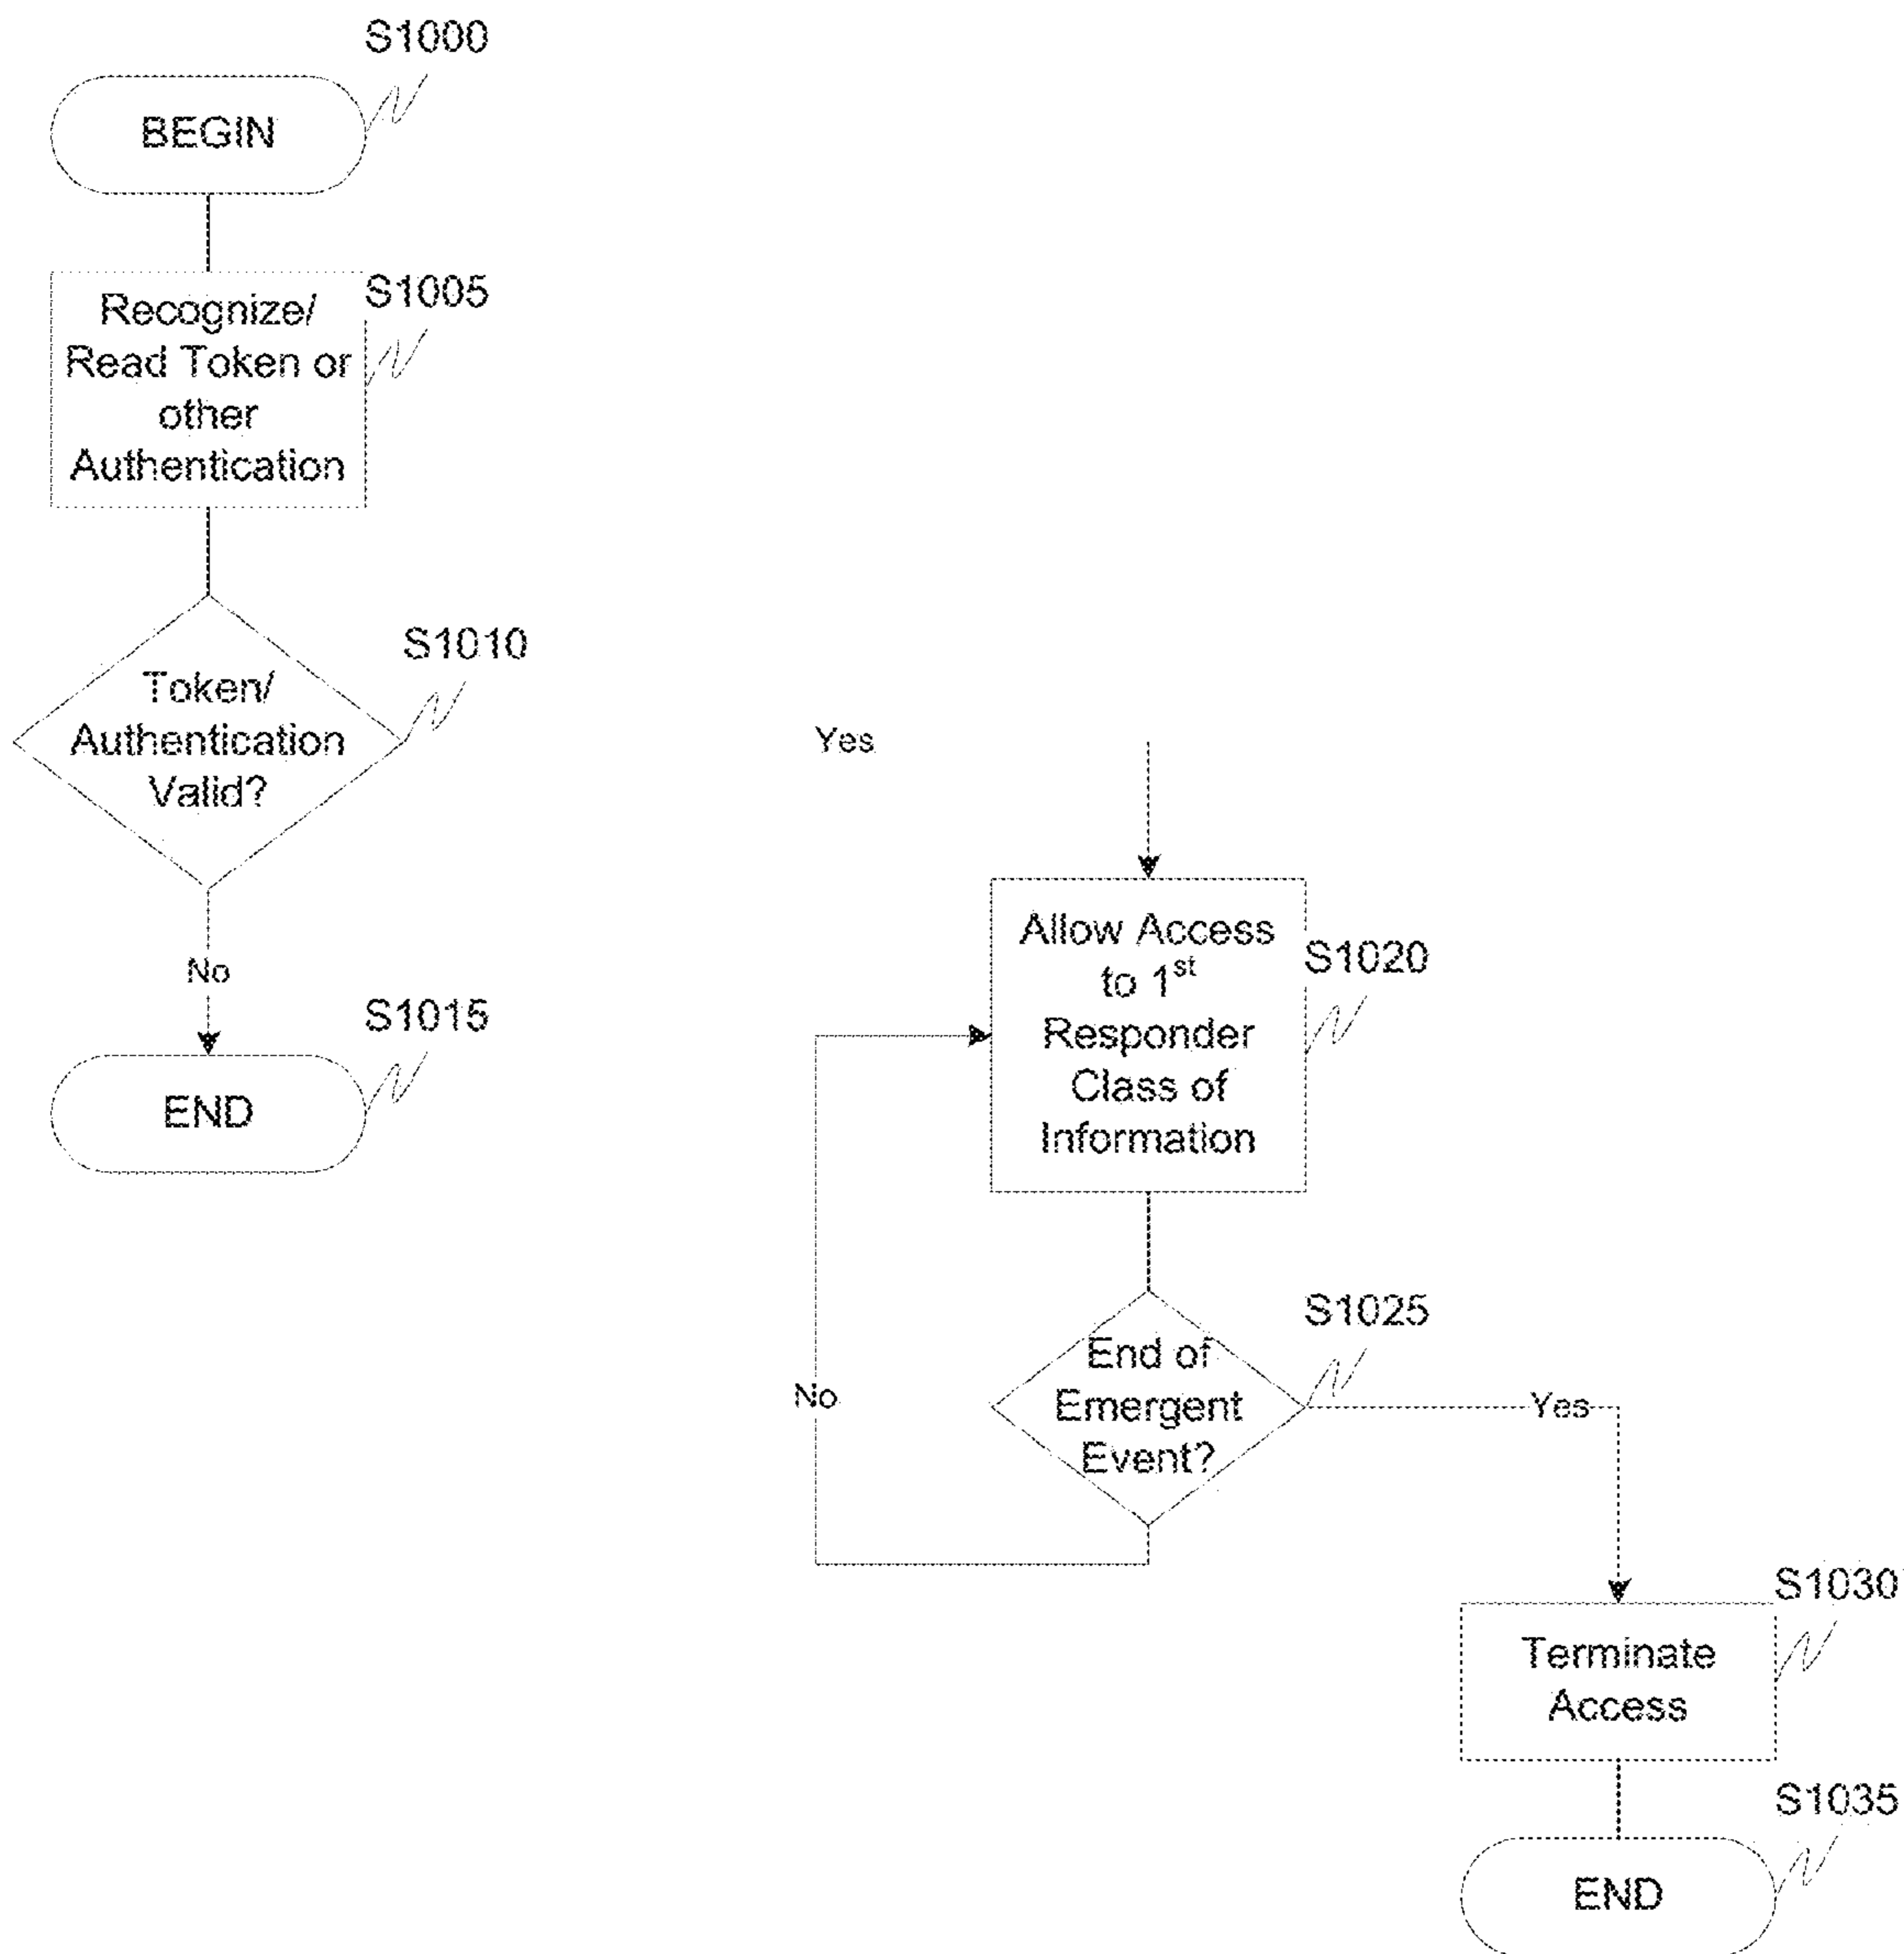 S1000
BEGIN
S1005
Recognize/
Read Token or
other
Authentication
S1010
Token/
Authentication
Valid?
No
S1015
END
Yes
Allow Access
to 1st
Responder
Class of
Information
S1020
S1025
End of
Emergent
Event?
No
Yes
S1030
Terminate
Access
S1035
END